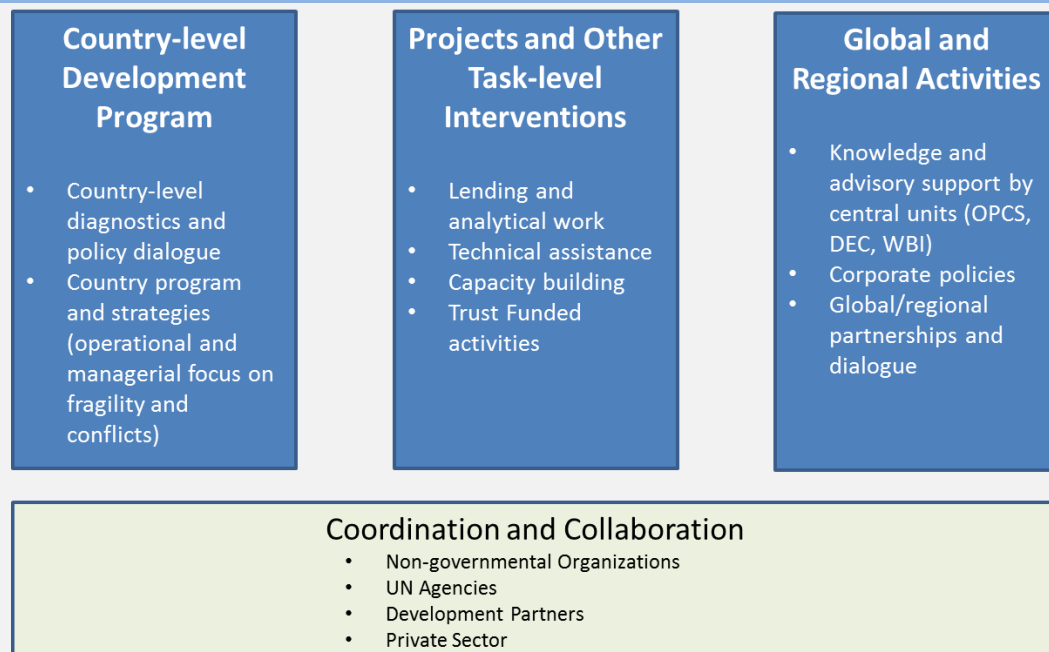 Country-level
Development
Program
• Country-level
diagnostics and
policy dialogue
• Country program
and strategies
(operational and
managerial focus on
fragility and
conflicts)
Projects and Other
Task-level
Interventions
• Lending and
analytical work
• Technical assistance
• Capacity building
• Trust Funded
activities
Global and
Regional Activities
• Knowledge and
advisory support by
central units (OPCS,
DEC, WBI)
• Corporate policies
• Global/regional
partnerships and
dialogue
Coordination and Collaboration
• Non-governmental Organizations
• UN Agencies
• Development Partners
• Private Sector